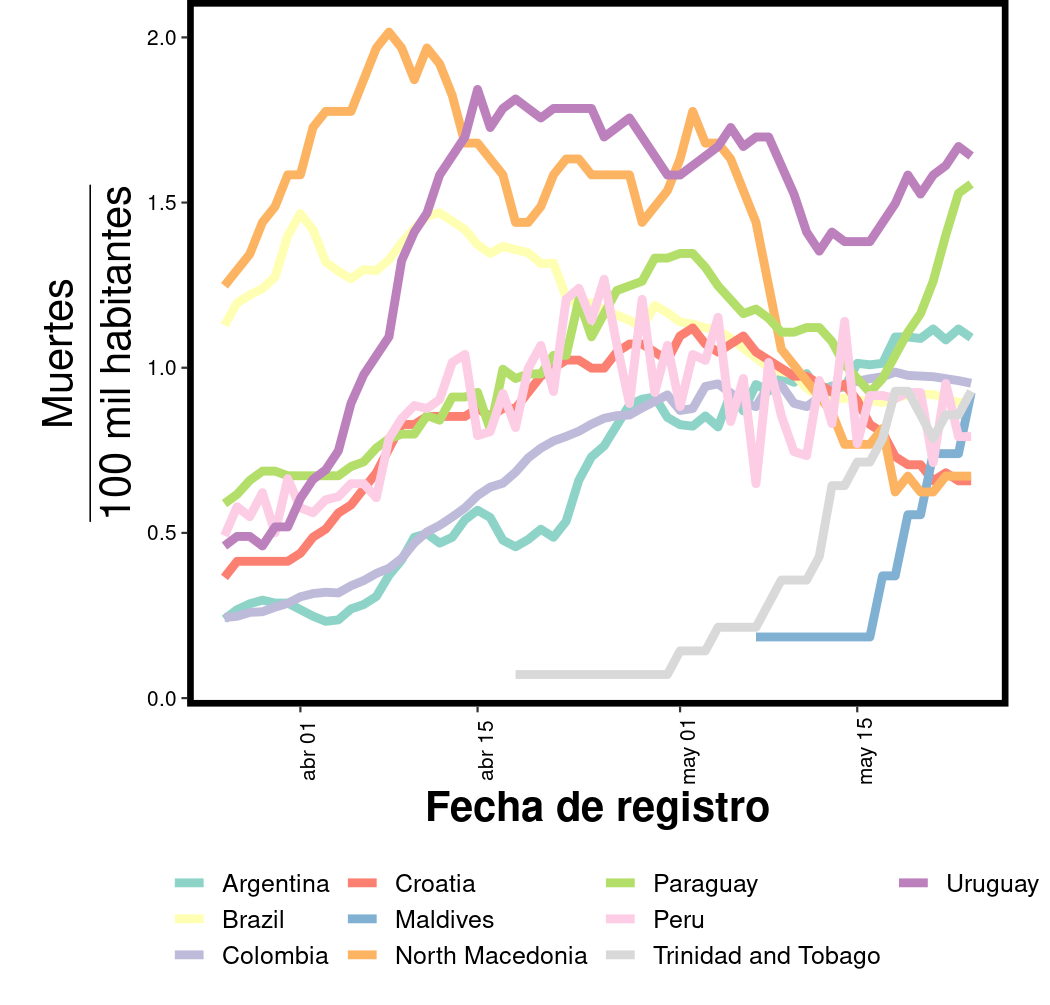 Muertes
100 mil habitantes
2.0
1.5
1.0
0.5
0.0
abr 01
abr 15
may 01
may 15
Fecha de registro
Argentina Croatia Paraguay Uruguay
Brazil Maldives Peru
Colombia North Macedonia Trinidad and Tobago